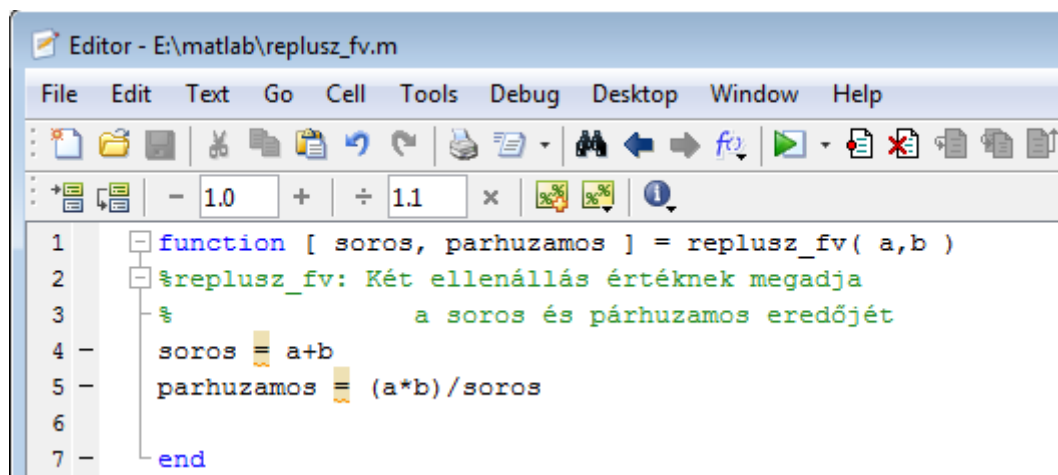 Editor - E:\matlab\replusz_fv.m
File Edit Text Go Cell Tools Debug Desktop Window Help
− 1.0 + ÷ 1.1 ×
1 function [ soros, parhuzamos ] = replusz_fv( a,b )
2 %replusz_fv: Két ellenállás értéknek megadja
3 % a soros és párhuzamos eredőjét
4 − soros = a+b
5 − parhuzamos = (a*b)/soros
6
7 − end